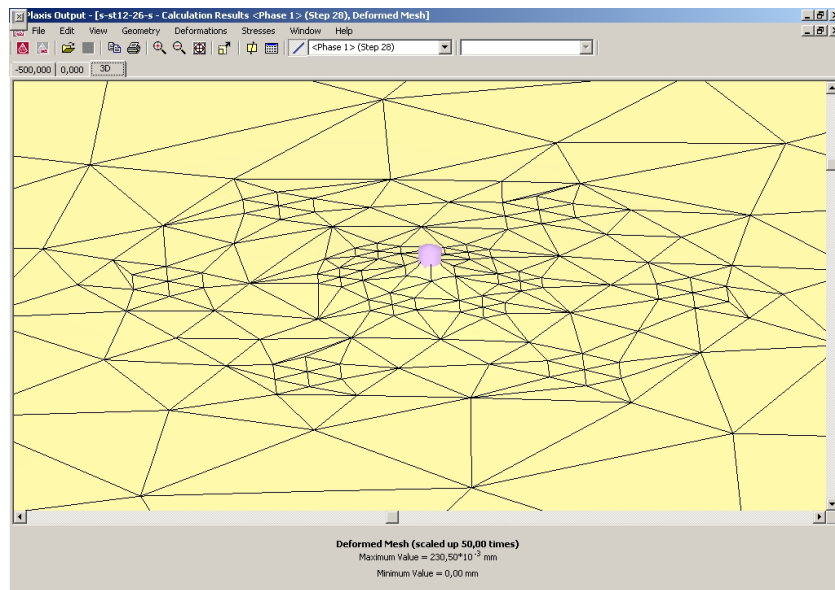 Plaxis Output - [s-st12-26-s - Calculation Results <Phase 1> (Step 28), Deformed Mesh]
File Edit View Geometry Deformations Stresses Window Help
<Phase 1> (Step 28)
-500,000 0,000 3D
Deformed Mesh (scaled up 50,00 times)
Maximum Value = 230,50*10-3 mm
Minimum Value = 0,00 mm